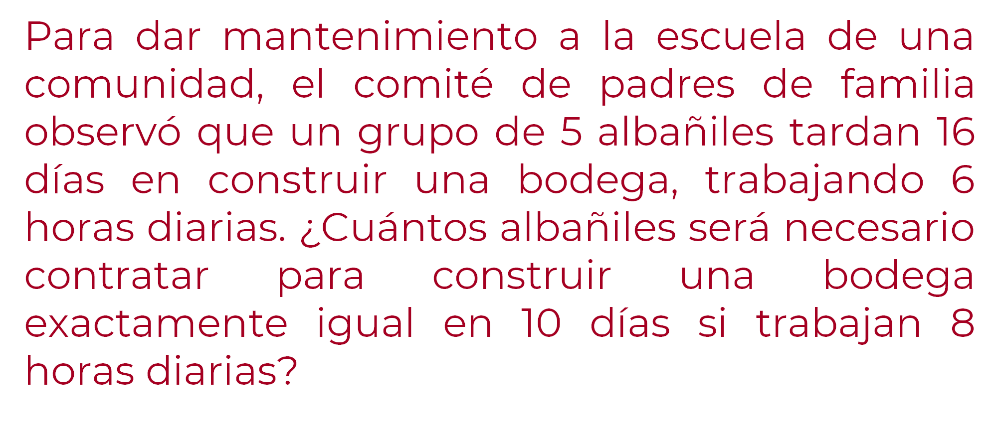 Para dar mantenimiento a la escuela de una
comunidad, el comité de padres de familia
observó que un grupo de 5 albañiles tardan 16
días en construir una bodega, trabajando 6
horas diarias. ¿Cuántos albañiles será necesario
contratar para construir una bodega
exactamente igual en 10 días si trabajan 8
horas diarias?